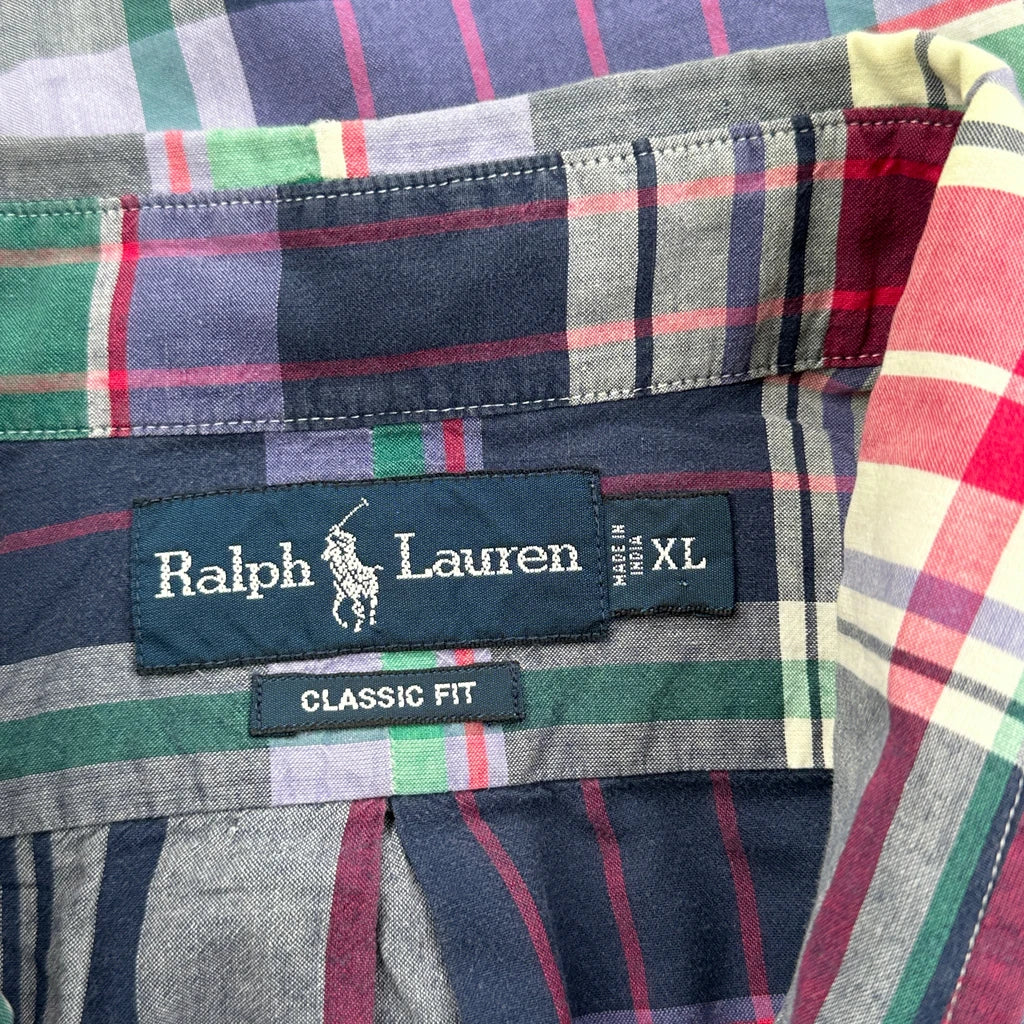 Ralph Lauren
MADE IN
INDIA
XL
CLASSIC FIT